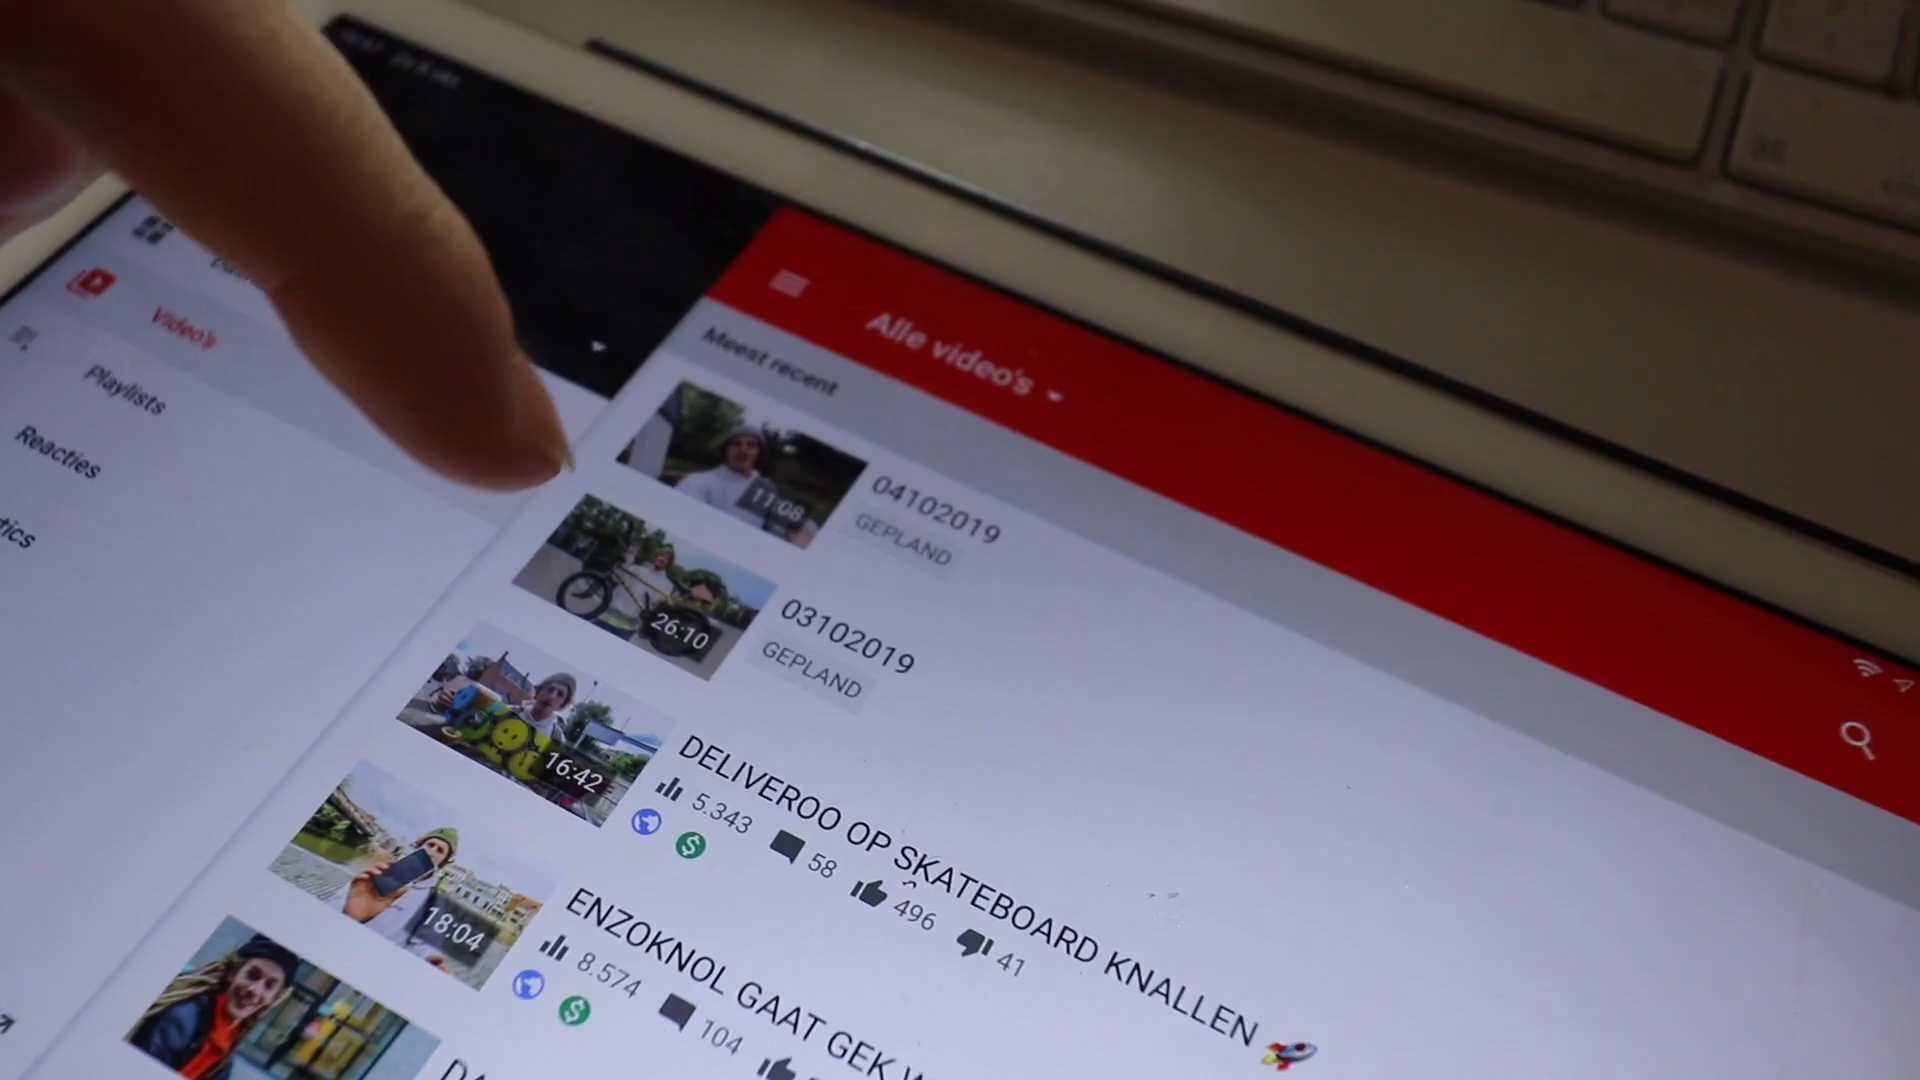 Video's
Playlists
Reacties
tics
Alle video's
Meest recent
11:08
04102019
GEPLAND
26:10
03102019
GEPLAND
16:42
DELIVEROO OP SKATEBOARD KNALLEN 🚀
5.343 58 496 41
18:04
ENZOKNOL GAAT GEK
8.574 104